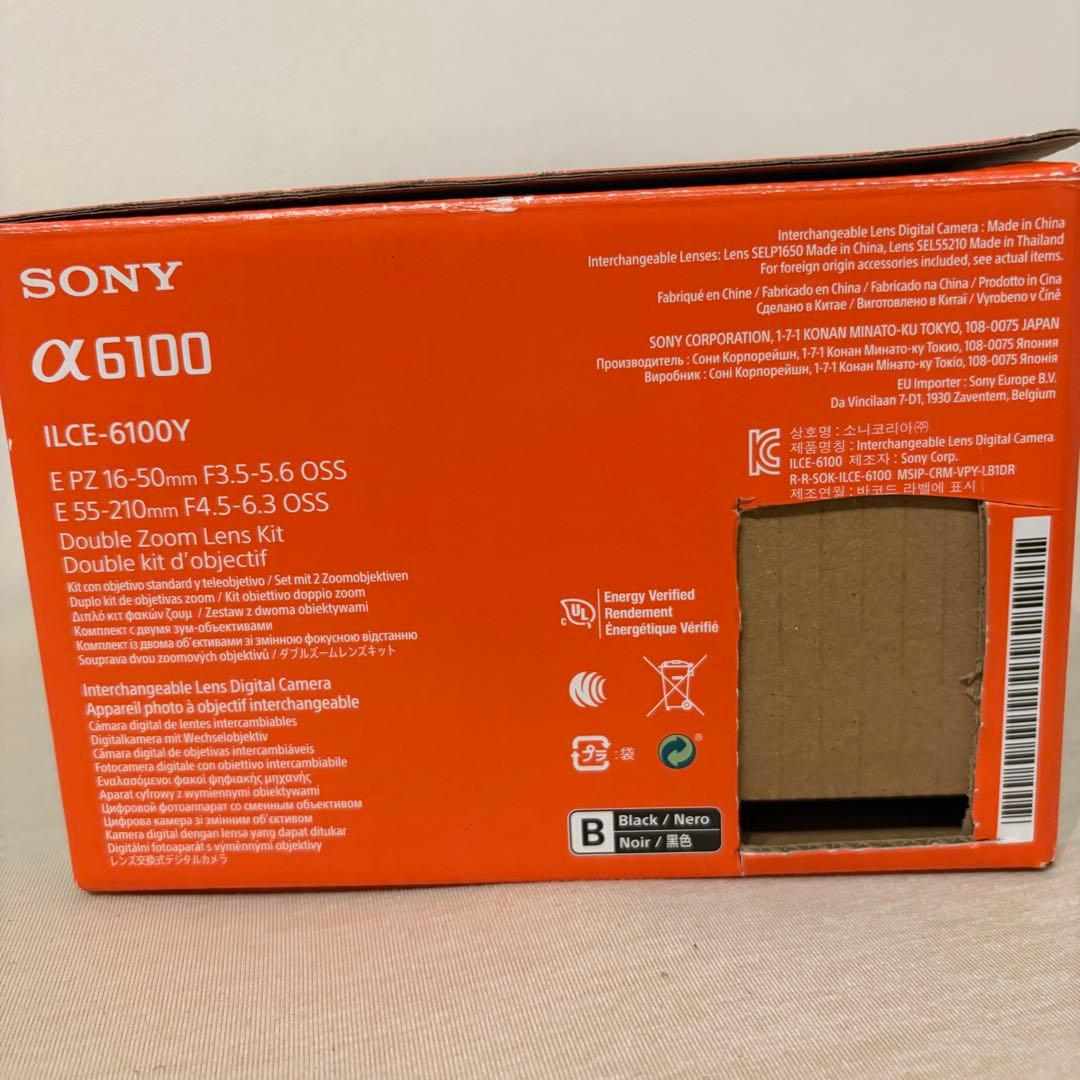 SONY
α6100
ILCE-6100Y
E PZ 16-50mm F3.5-5.6 OSS
E 55-210mm F4.5-6.3 OSS
Double Zoom Lens Kit
Double kit d'objectif
Kit con objetivo standard y teleobjetivo / Set mit 2 Zoomobjektiven
Duplo kit de objetivas zoom / Kit obiettivo doppio zoom
Διπλό κιτ φακών ζουμ / Zestaw z dwoma obiektywami
Комплект с двумя зум-объективами
Комплект із двома об'єктивами зі змінною фокусною відстанню
Souprava dvou zoomových objektivů / ダブルズームレンズキット
Interchangeable Lens Digital Camera
Appareil photo à objectif interchangeable
Cámara digital de lentes intercambiables
Digitalkamera mit Wechselobjektiv
Câmara digital de objetivas intercambiáveis
Fotocamera digitale con obiettivo intercambiabile
Εναλλασόμενοι φακοί ψηφιακής μηχανής
Aparat cyfrowy z wymiennymi obiektywami
Цифровой фотоаппарат со сменным объективом
Цифрова камера зі змінним об'єктивом
Kamera digital dengan lensa yang dapat ditukar
Digitální fotoaparát s výměnnými objektivy
レンズ交換式デジタルカメラ
Interchangeable Lens Digital Camera : Made in China
Interchangeable Lenses: Lens SELP1650 Made in China, Lens SEL55210 Made in Thailand
For foreign origin accessories included, see actual items.
Fabriqué en Chine / Fabricado en China / Fabricado na China / Prodotto in Cina
Сделано в Китае / Виготовлено в Китаї / Vyrobeno v Číně
SONY CORPORATION, 1-7-1 KONAN MINATO-KU TOKYO, 108-0075 JAPAN
Производитель : Сони Корпорейшн, 1-7-1 Конан Минато-ку Токио, 108-0075 Япония
Виробник : Соні Корпорейшн, 1-7-1 Конан Мінато-ку Токіо, 108-0075 Японія
EU Importer : Sony Europe B.V.
Da Vincilaan 7-D1, 1930 Zaventem, Belgium
상호명 : 소니코리아㈜
제품명칭 : Interchangeable Lens Digital Camera
ILCE-6100 제조자 : Sony Corp.
R-R-SOK-ILCE-6100 MSIP-CRM-VPY-LB1DR
제조연월 : 바코드 라벨에 표시
c UL Energy Verified
Rendement
Énergétique Vérifié
プラ : 袋
®
B Black / Nero
Noir / 黒色